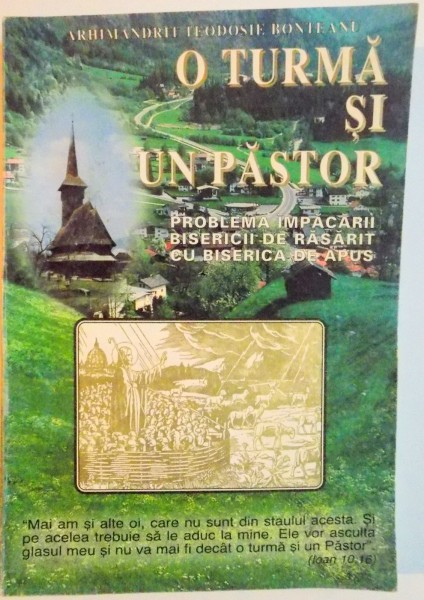 ARHIMANDRIT TEODOSIE BONTEANU
O TURMĂ
ȘI
UN PĂSTOR
PROBLEMA ÎMPĂCĂRII
BISERICII DE RĂSĂRIT
CU BISERICA DE APUS
"Mai am și alte oi, care nu sunt din staulul acesta. Și
pe acelea trebuie să le aduc la mine. Ele vor asculta
glasul meu și nu va mai fi decât o turmă și un Păstor"
(Ioan 10,16)